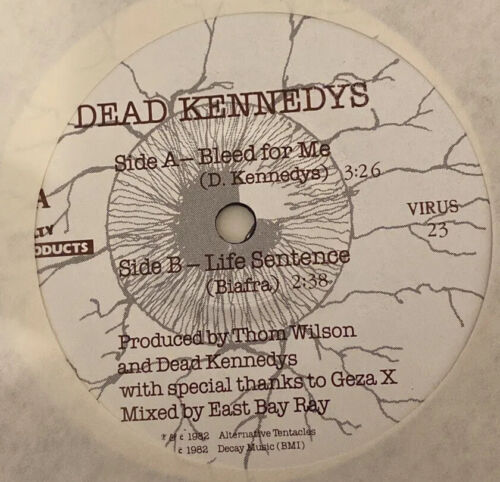 DEAD KENNEDYS
Side A – Bleed for Me
(D. Kennedys) 3:26
A
VIRUS
23
TY
ODUCTS
Side B – Life Sentence
(Biafra) 2:38
Produced by Thom Wilson
and Dead Kennedys
with special thanks to Geza X
Mixed by East Bay Ray
p & c 1982 Alternative Tentacles
c 1982 Decay Music (BMI)